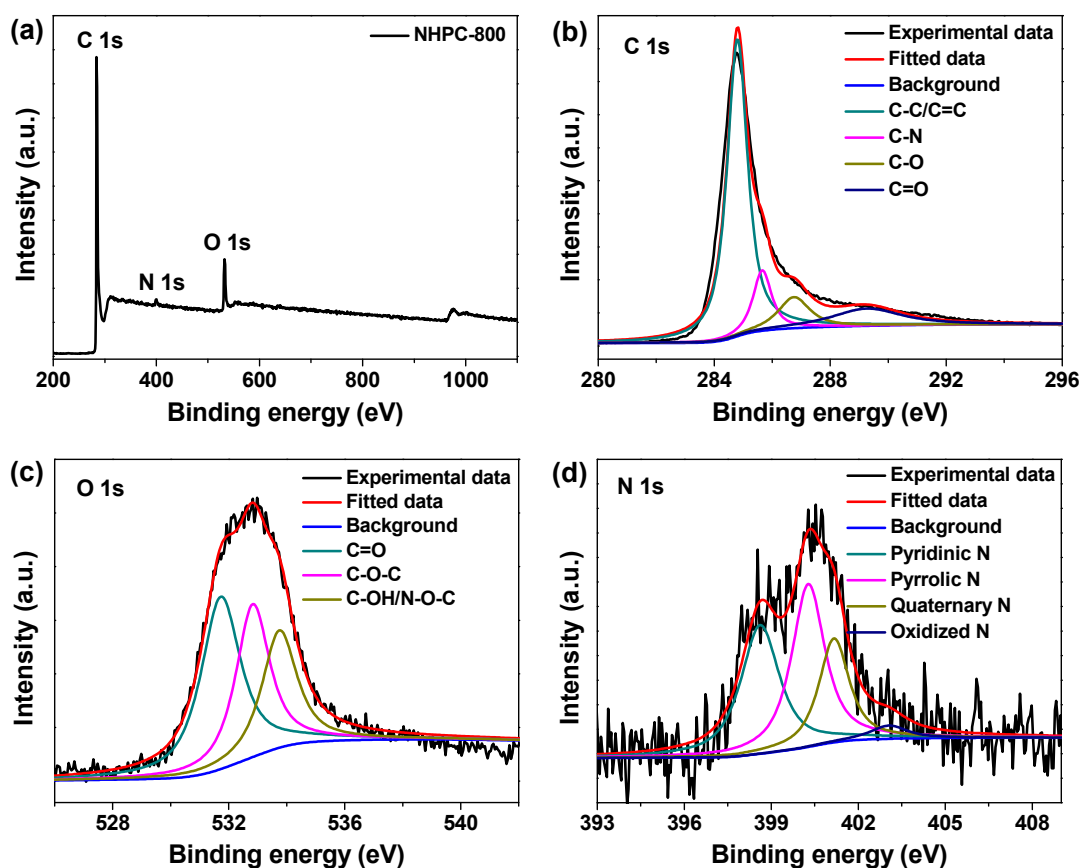 (a)
C 1s
NHPC-800
N 1s
O 1s
Intensity (a.u.)
200 400 600 800 1000
Binding energy (eV)
(b)
C 1s
Experimental data
Fitted data
Background
C-C/C=C
C-N
C-O
C=O
Intensity (a.u.)
280 284 288 292 296
Binding energy (eV)
(c)
O 1s
Experimental data
Fitted data
Background
C=O
C-O-C
C-OH/N-O-C
Intensity (a.u.)
528 532 536 540
Binding energy (eV)
(d)
N 1s
Experimental data
Fitted data
Background
Pyridinic N
Pyrrolic N
Quaternary N
Oxidized N
Intensity (a.u.)
393 396 399 402 405 408
Binding energy (eV)